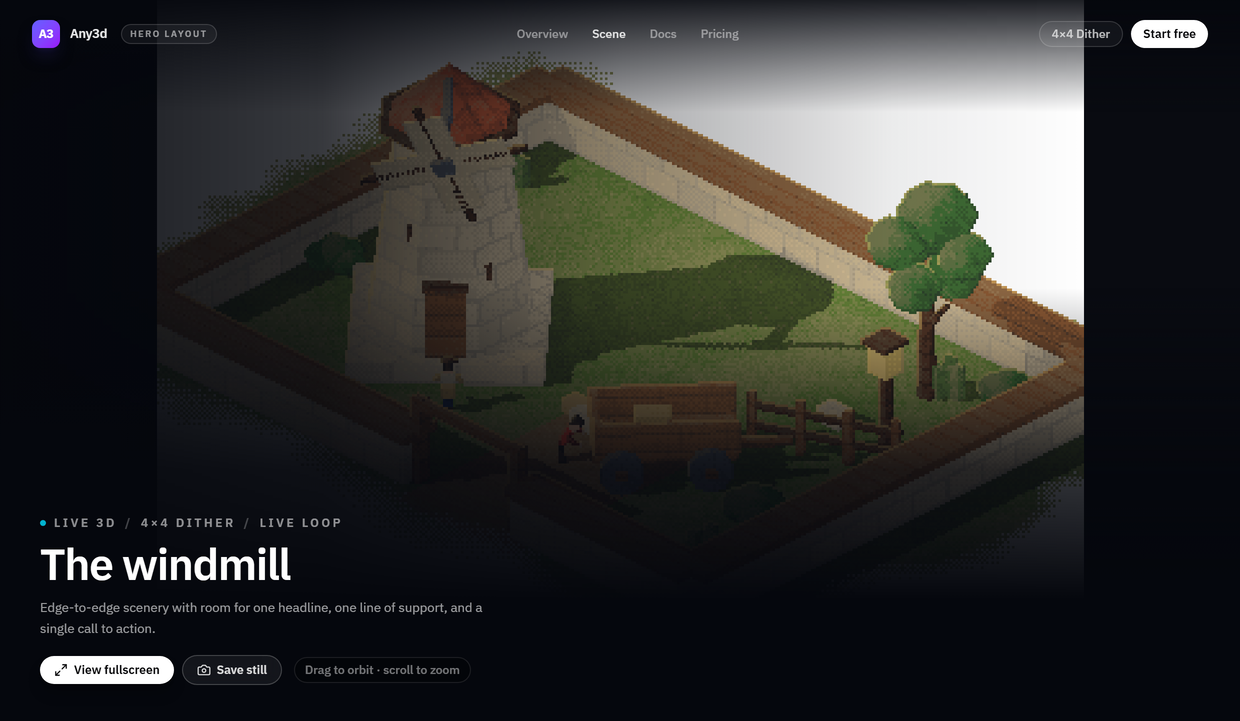 A3 Any3d HERO LAYOUT Overview Scene Docs Pricing 4×4 Dither Start free
LIVE 3D / 4×4 DITHER / LIVE LOOP
The windmill
Edge-to-edge scenery with room for one headline, one line of support, and a
single call to action.
View fullscreen Save still Drag to orbit · scroll to zoom